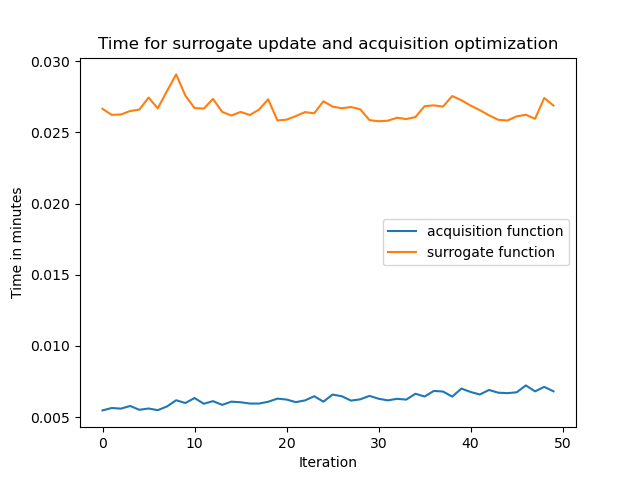 Time for surrogate update and acquisition optimization
0.030
0.025
0.020
0.015
0.010
0.005
Time in minutes
acquisition function
surrogate function
0 10 20 30 40 50
Iteration